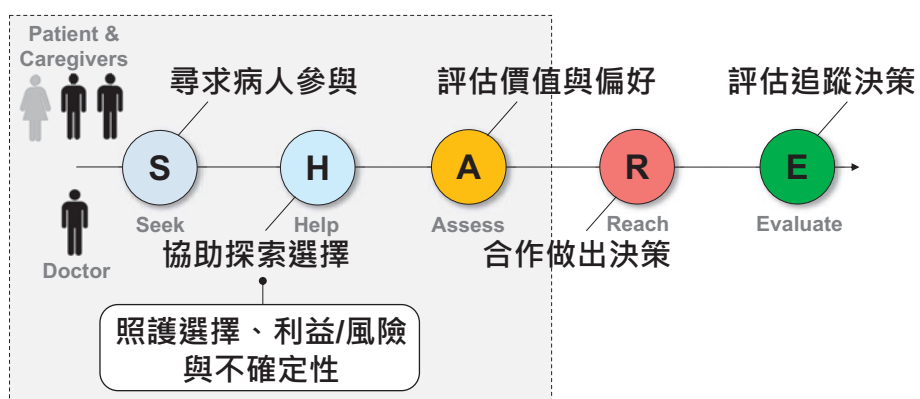 Patient &
Caregivers
尋求病人參與
評估價值與偏好
評估追蹤決策
S
H
A
R
E
Seek
Help
Assess
Reach
Evaluate
Doctor
協助探索選擇
合作做出決策
照護選擇、利益/風險
與不確定性